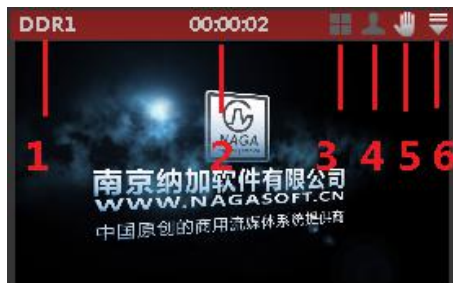 DDR1 00:00:02
NAGA
1 2 3 4 5 6
南京纳加软件有限公司
WWW.NAGASOFT.CN
中国原创的商用流媒体系统提供商